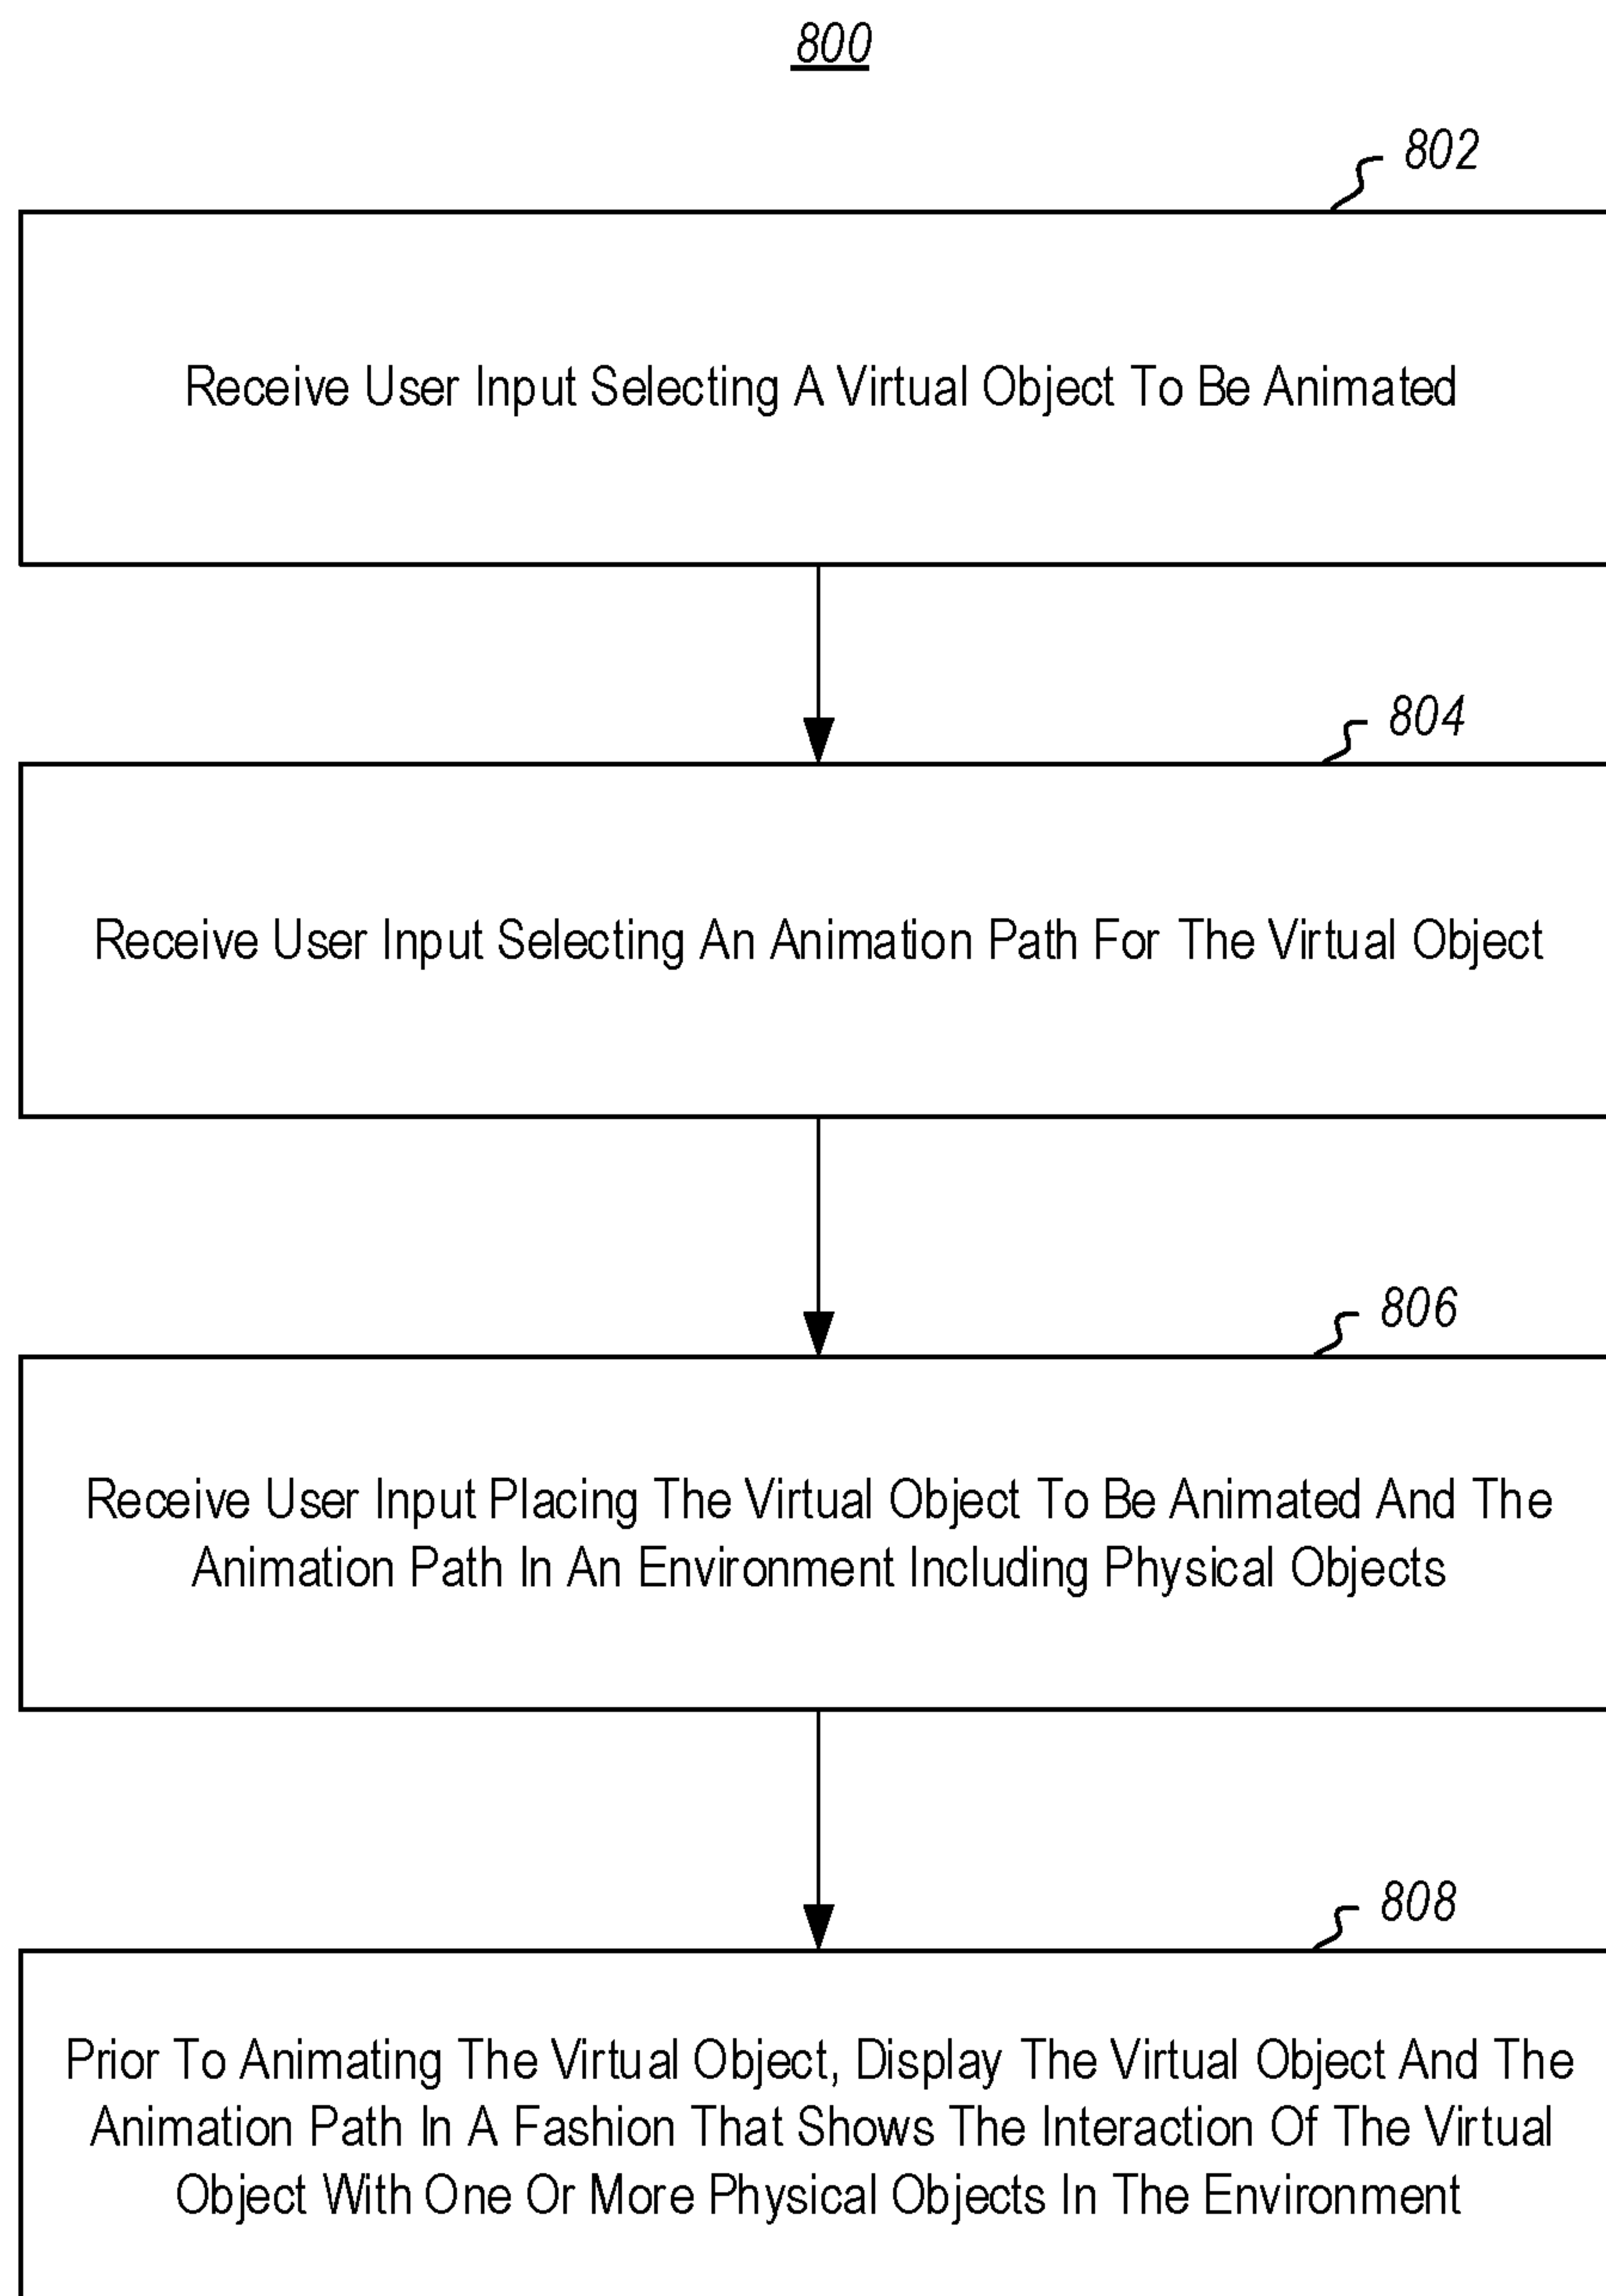 800
802
Receive User Input Selecting A Virtual Object To Be Animated
804
Receive User Input Selecting An Animation Path For The Virtual Object
806
Receive User Input Placing The Virtual Object To Be Animated And The
Animation Path In An Environment Including Physical Objects
808
Prior To Animating The Virtual Object, Display The Virtual Object And The
Animation Path In A Fashion That Shows The Interaction Of The Virtual
Object With One Or More Physical Objects In The Environment